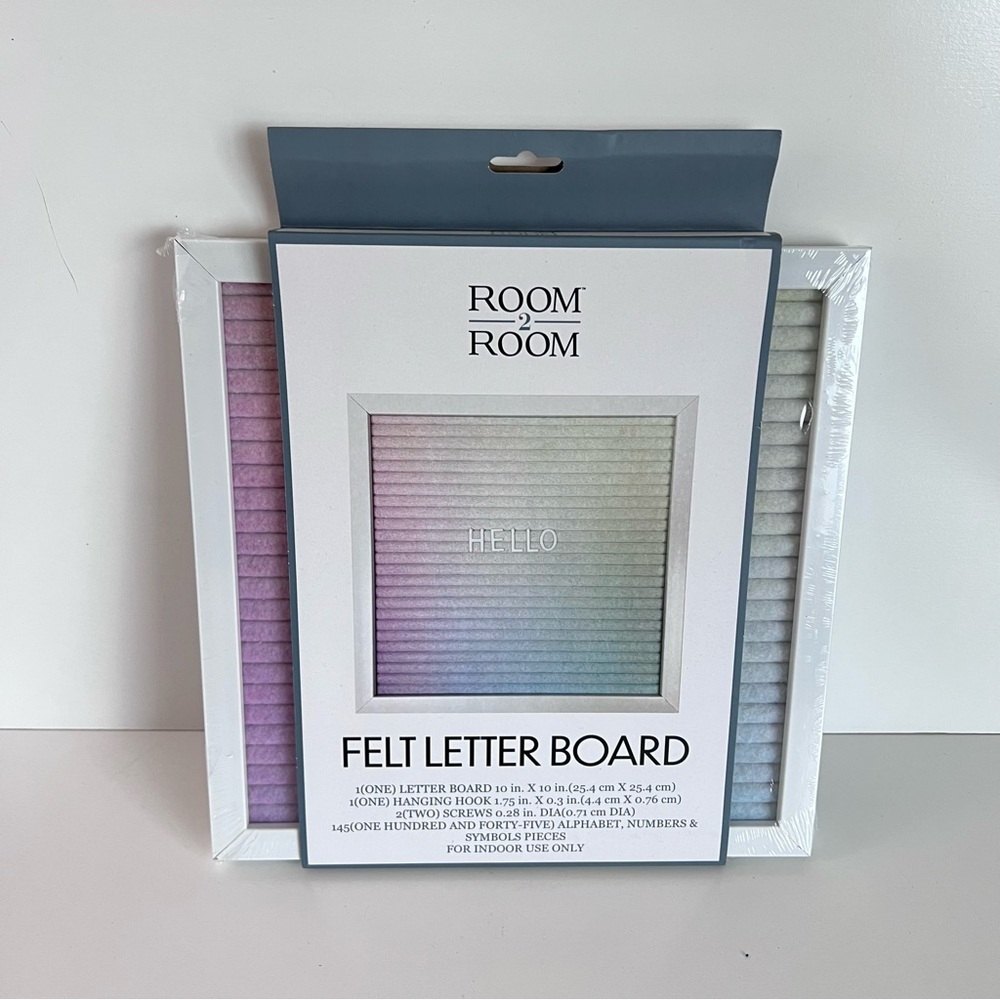 ROOM™
2
ROOM
HELLO
FELT LETTER BOARD
1(ONE) LETTER BOARD 10 in. X 10 in.(25.4 cm X 25.4 cm)
1(ONE) HANGING HOOK 1.75 in. X 0.3 in.(4.4 cm X 0.76 cm)
2(TWO) SCREWS 0.28 in. DIA(0.71 cm DIA)
145(ONE HUNDRED AND FORTY-FIVE) ALPHABET, NUMBERS &
SYMBOLS PIECES
FOR INDOOR USE ONLY